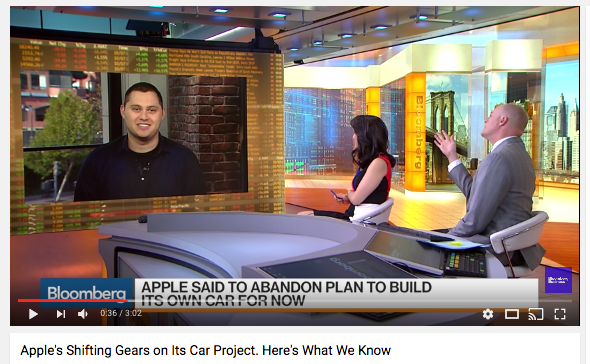 Bloomberg
Bloomberg
APPLE SAID TO ABANDON PLAN TO BUILD
ITS OWN CAR FOR NOW
0:36 / 3:02
Apple's Shifting Gears on Its Car Project. Here's What We Know